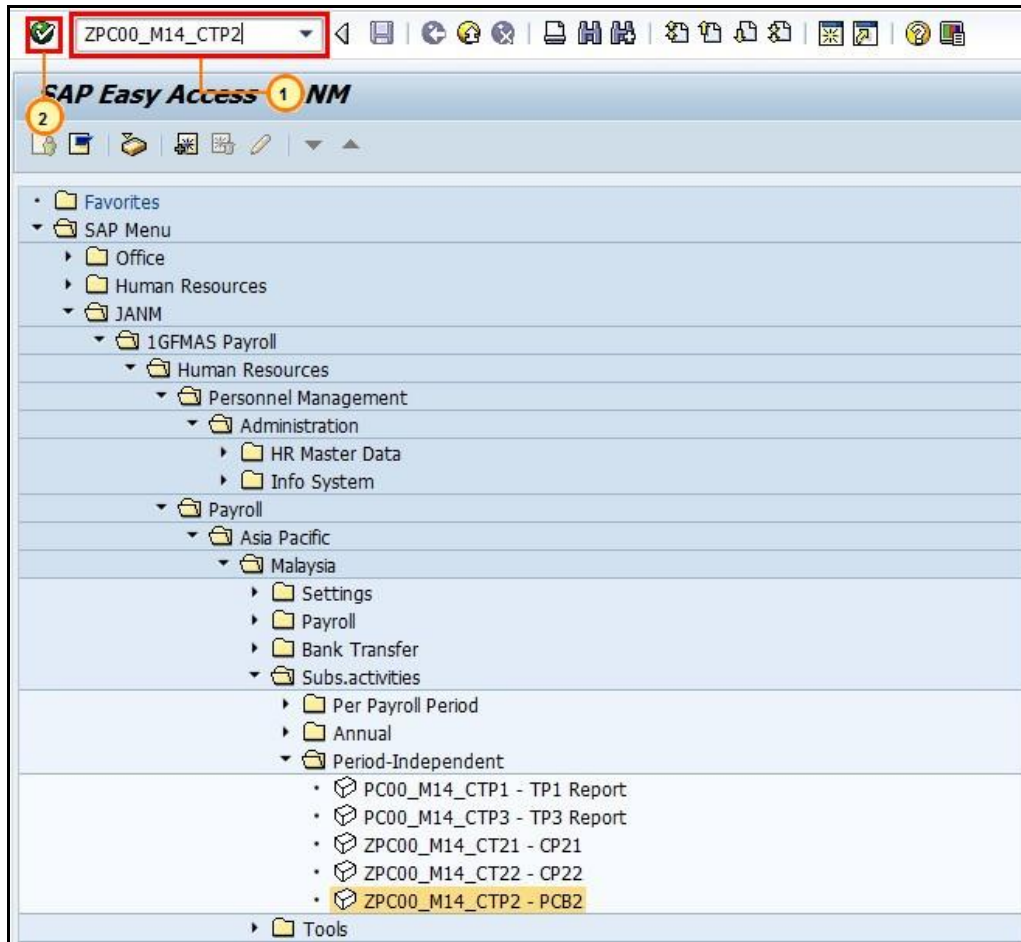 ZPC00_M14_CTP2
SAP Easy Access 1 NM
2
Favorites
SAP Menu
Office
Human Resources
JANM
1GFMAS Payroll
Human Resources
Personnel Management
Administration
HR Master Data
Info System
Payroll
Asia Pacific
Malaysia
Settings
Payroll
Bank Transfer
Subs.activities
Per Payroll Period
Annual
Period-Independent
PC00_M14_CTP1 - TP1 Report
PC00_M14_CTP3 - TP3 Report
ZPC00_M14_CT21 - CP21
ZPC00_M14_CT22 - CP22
ZPC00_M14_CTP2 - PCB2
Tools